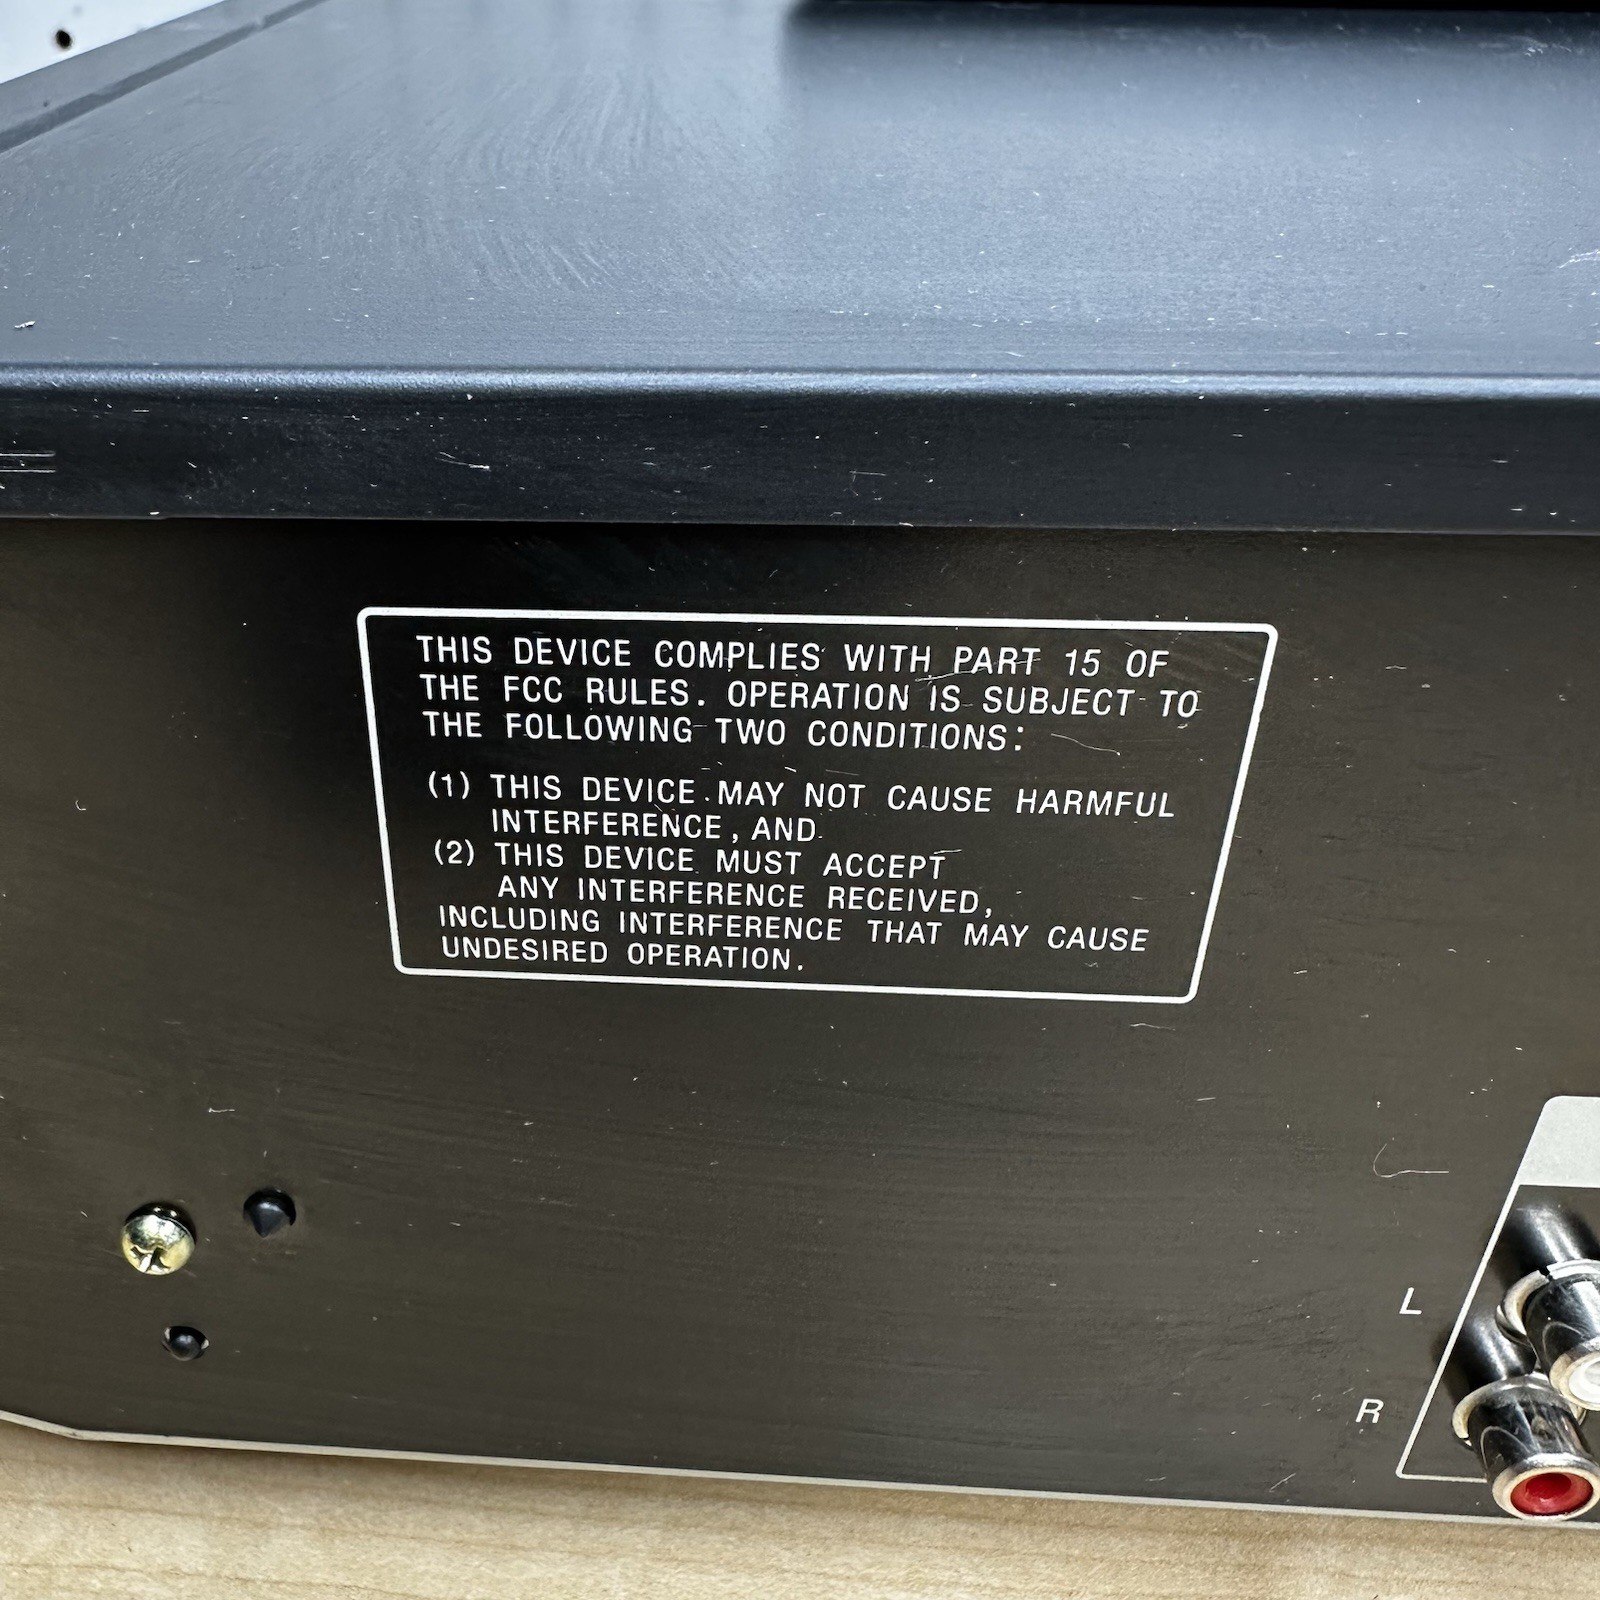 THIS DEVICE COMPLIES WITH PART 15 OF
THE FCC RULES. OPERATION IS SUBJECT TO
THE FOLLOWING TWO CONDITIONS:
(1) THIS DEVICE MAY NOT CAUSE HARMFUL
INTERFERENCE, AND
(2) THIS DEVICE MUST ACCEPT
ANY INTERFERENCE RECEIVED,
INCLUDING INTERFERENCE THAT MAY CAUSE
UNDESIRED OPERATION.
L
R